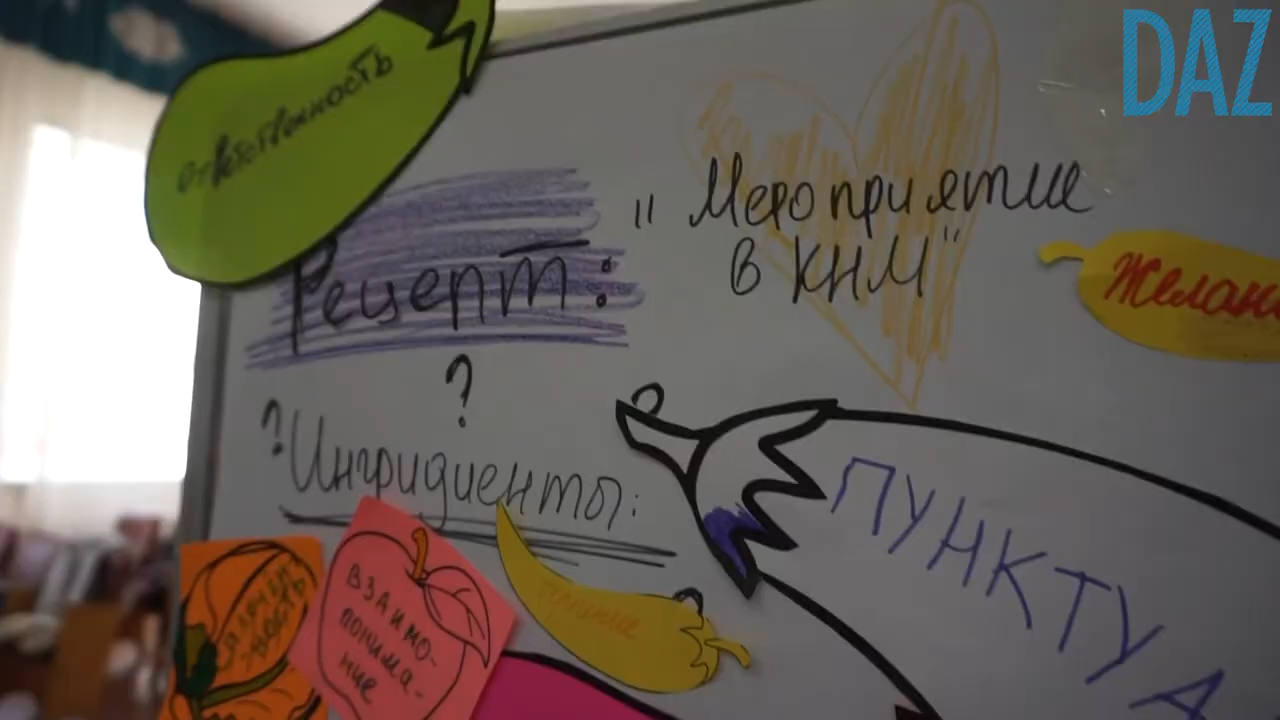 DAZ
Ответственность
Рецепт:
" Мероприятие
в КНМ"
Желан
?
? Ингридиенты:
ПУНКТУА
ВЗАИМО-
понима-
ние